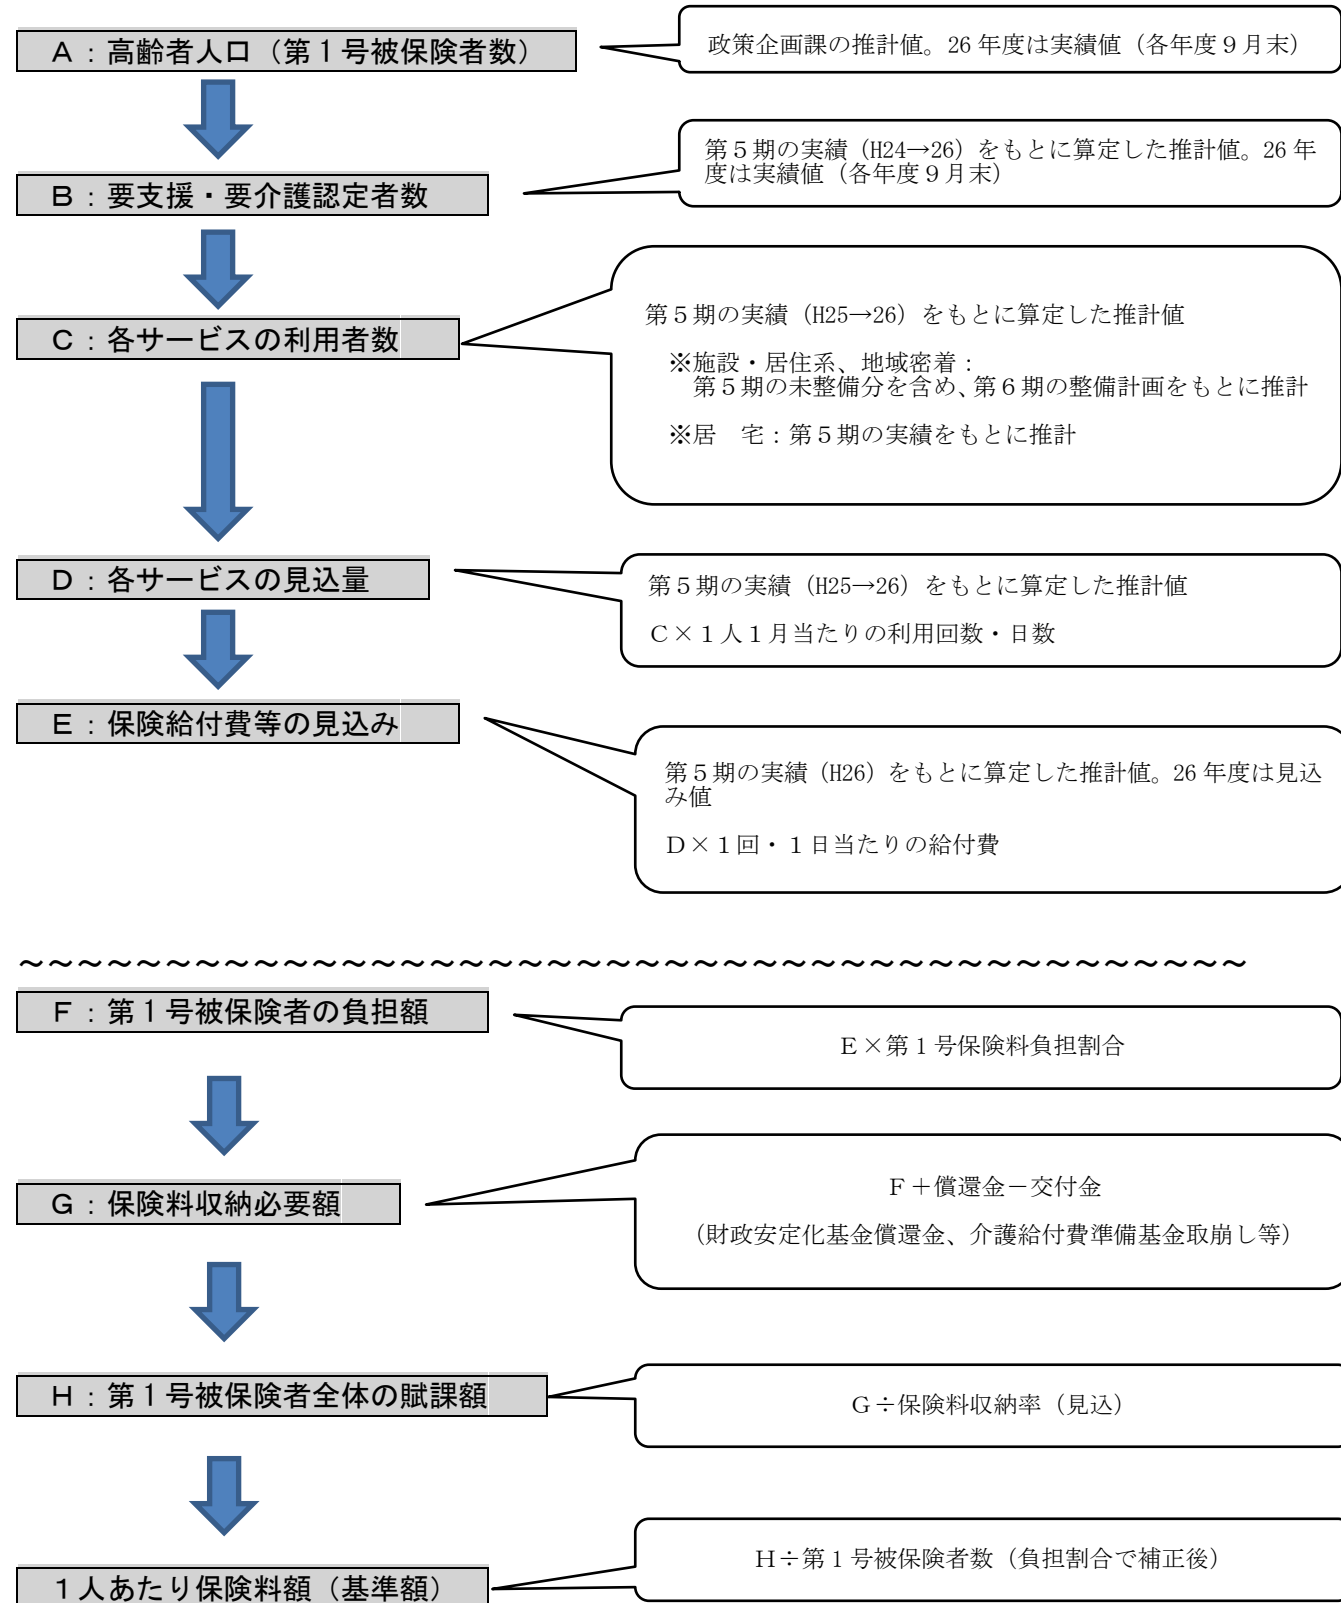 A：高齢者人口（第１号被保険者数）
政策企画課の推計値。26年度は実績値（各年度９月末）
第５期の実績（H24→26）をもとに算定した推計値。26年
度は実績値（各年度９月末）
B：要支援・要介護認定者数
第５期の実績（H25→26）をもとに算定した推計値
C：各サービスの利用者数
※施設・居住系、地域密着：
第５期の未整備分を含め、第６期の整備計画をもとに推計
※居　宅：第５期の実績をもとに推計
D：各サービスの見込量
第５期の実績（H25→26）をもとに算定した推計値
C×１人１月当たりの利用回数・日数
E：保険給付費等の見込み
第５期の実績（H26）をもとに算定した推計値。26年度は見込
み値
D×１回・１日当たりの給付費
～～～～～～～～～～～～～～～～～～～～～～～～～～～～～～～～～～～～～～～～～～
F：第１号被保険者の負担額
E×第１号保険料負担割合
G：保険料収納必要額
F＋償還金－交付金
（財政安定化基金償還金、介護給付費準備基金取崩し等）
H：第１号被保険者全体の賦課額
G÷保険料収納率（見込）
H÷第１号被保険者数（負担割合で補正後）
１人あたり保険料額（基準額）